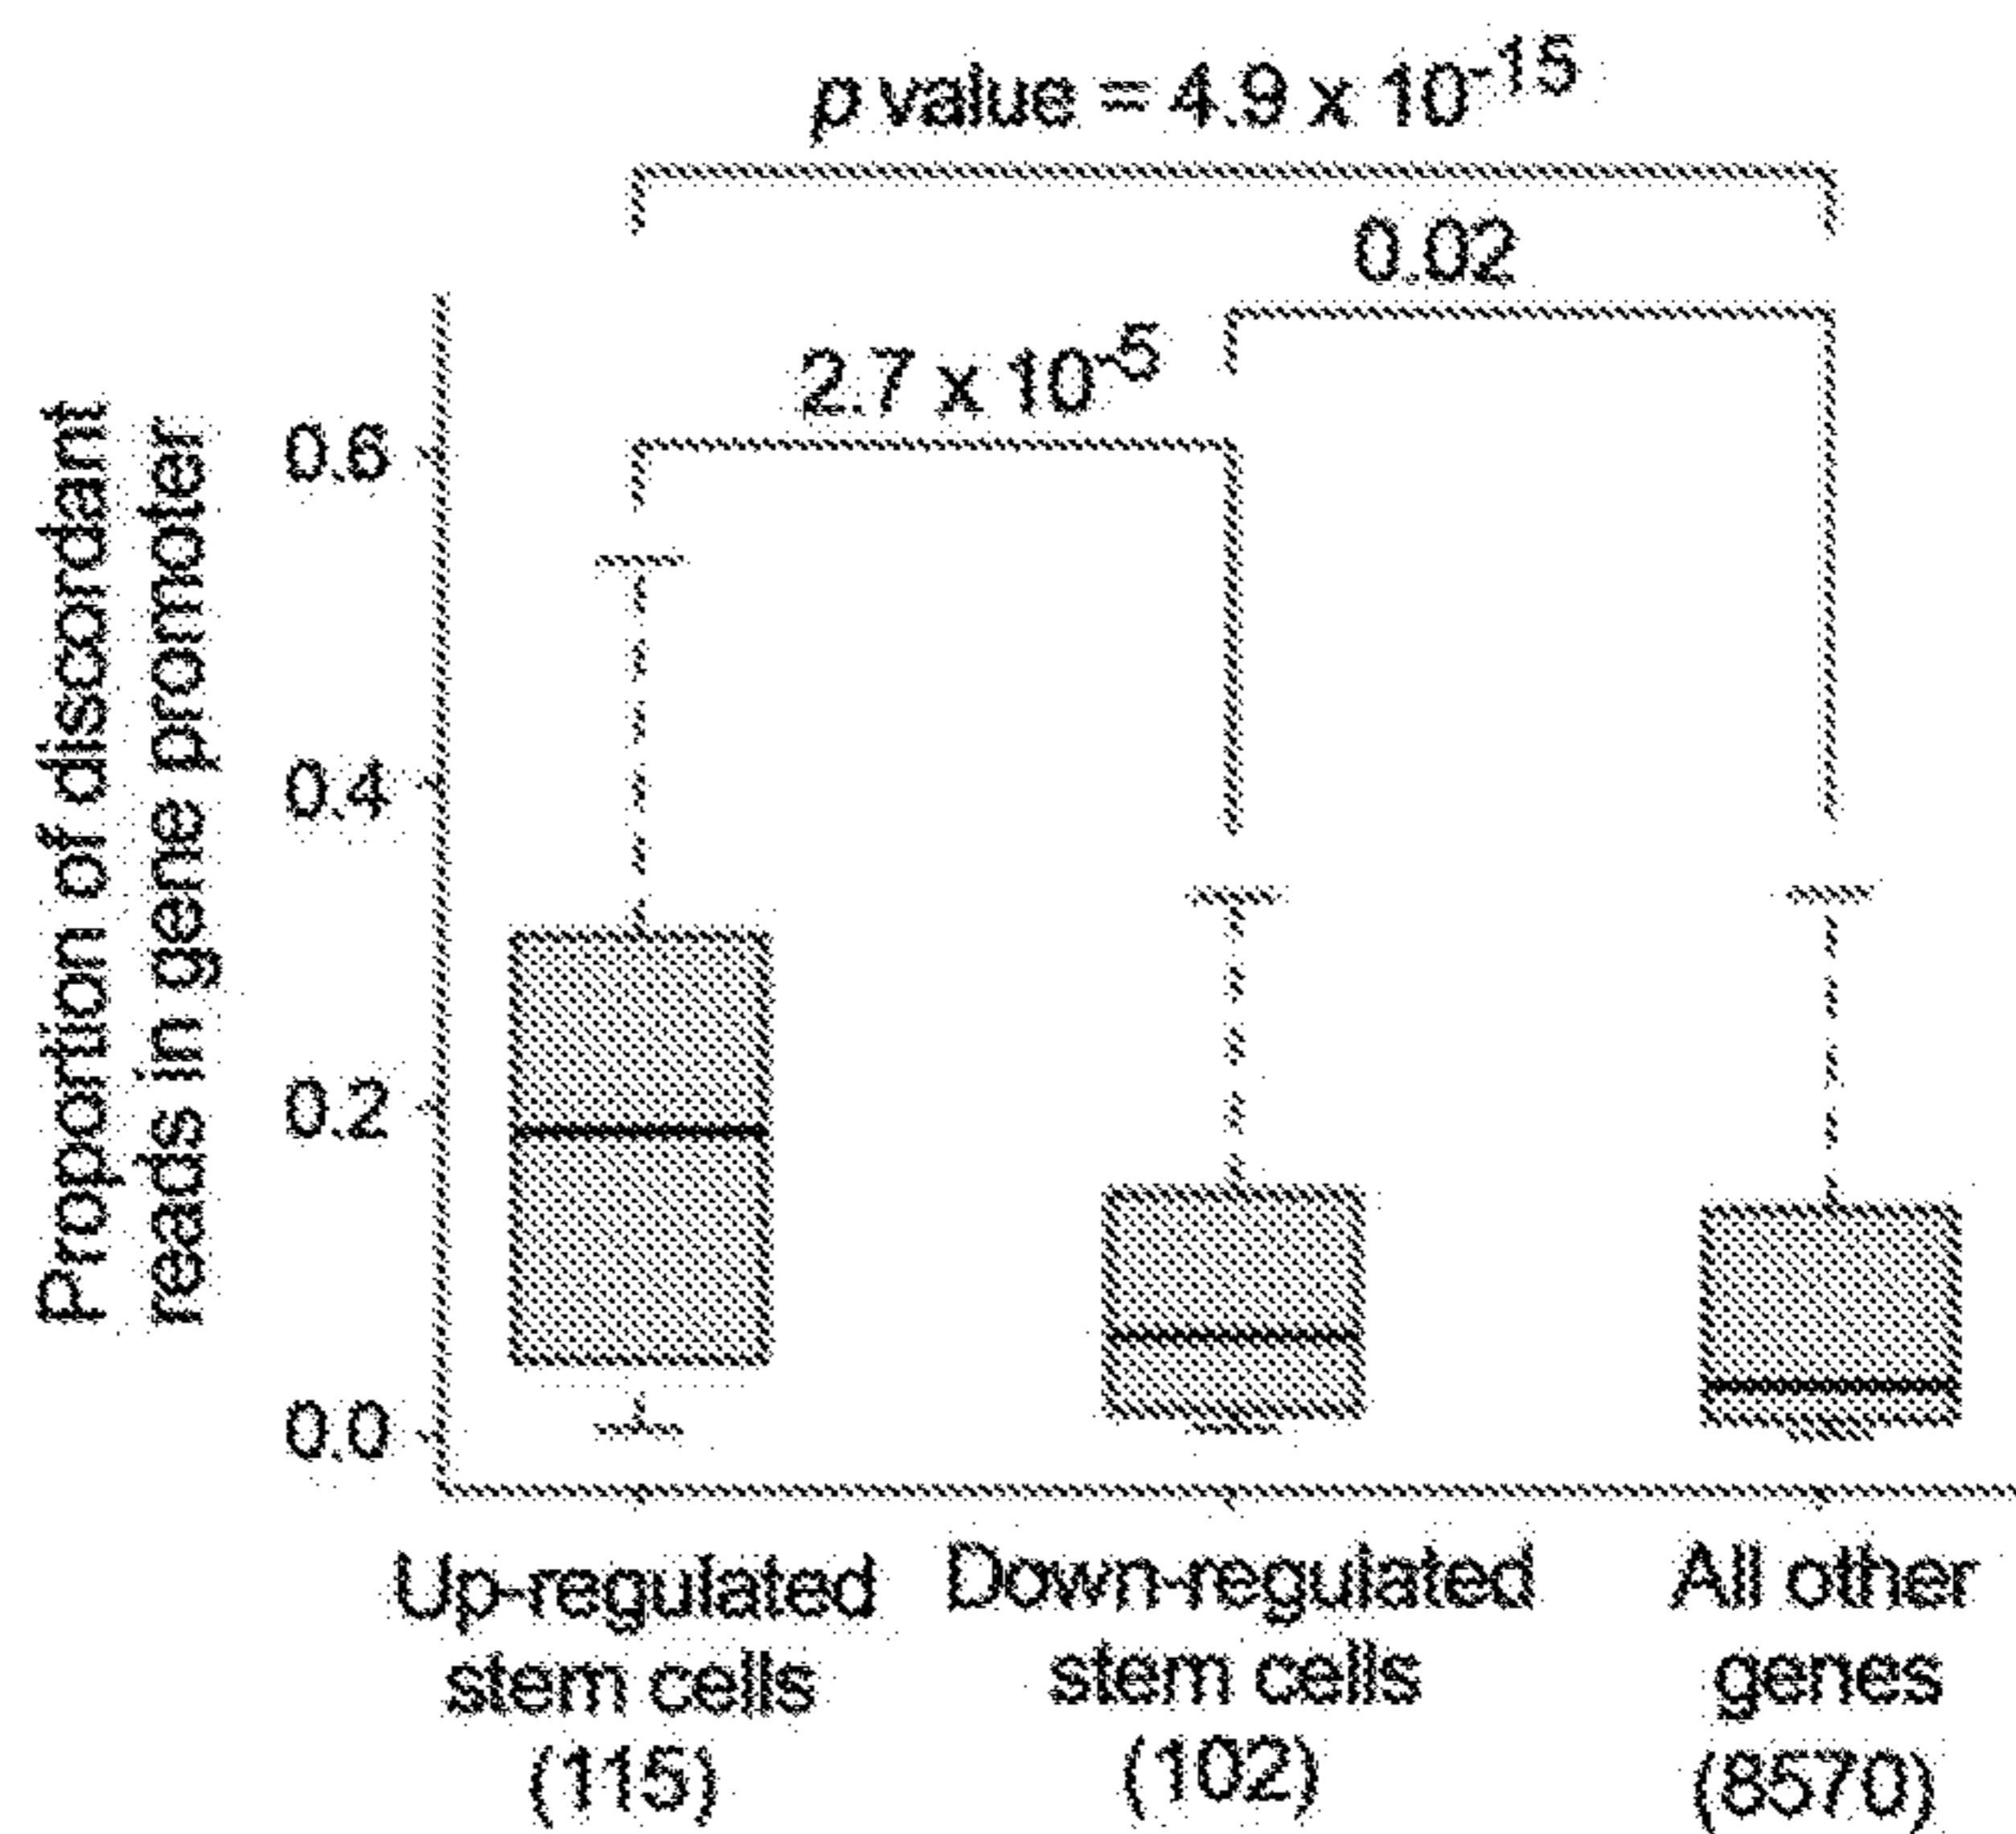 p value = 4.9 x 10-15
0.02
2.7 x 10-5
Proportion of discordant
reads in gene promoter
0.6
0.4
0.2
0.0
Up-regulated
stem cells
(115)
Down-regulated
stem cells
(102)
All other
genes
(8570)